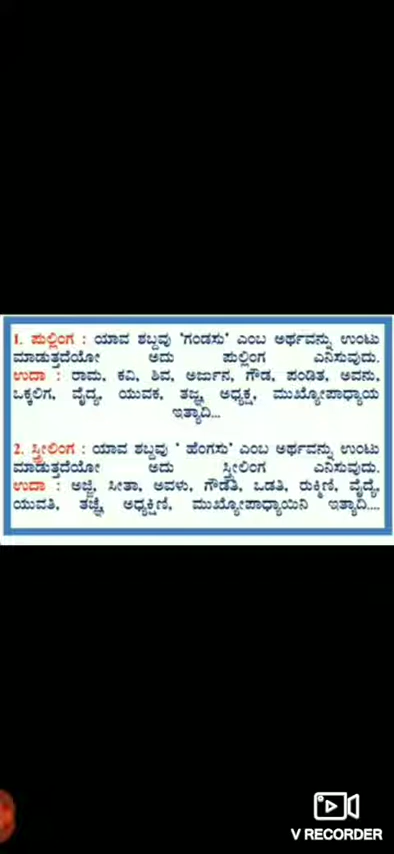 1. ಪುಲ್ಲಿಂಗ : ಯಾವ ಶಬ್ದವು 'ಗಂಡಸು' ಎಂಬ ಅರ್ಥವನ್ನು ಉಂಟು
ಮಾಡುತ್ತದೆಯೋ ಅದು ಪುಲ್ಲಿಂಗ ಎನಿಸುವುದು.
ಉದಾ : ರಾಮ, ಕವಿ, ಶಿವ, ಅರ್ಜುನ, ಗೌಡ, ಪಂಡಿತ, ಅವನು,
ಒಕ್ಕಲಿಗ, ವೈದ್ಯ, ಯುವಕ, ತಜ್ಞ, ಅಧ್ಯಕ್ಷ, ಮುಖ್ಯೋಪಾಧ್ಯಾಯ
ಇತ್ಯಾದಿ...
2. ಸ್ತ್ರೀಲಿಂಗ : ಯಾವ ಶಬ್ದವು ' ಹೆಂಗಸು' ಎಂಬ ಅರ್ಥವನ್ನು ಉಂಟು
ಮಾಡುತ್ತದೆಯೋ ಅದು ಸ್ತ್ರೀಲಿಂಗ ಎನಿಸುವುದು.
ಉದಾ : ಅಜ್ಜಿ, ಸೀತಾ, ಅವಳು, ಗೌಡತಿ, ಒಡತಿ, ರುಕ್ಮಿಣಿ, ವೈದ್ಯೆ,
ಯುವತಿ, ತಜ್ಞೆ, ಅಧ್ಯಕ್ಷಿಣಿ, ಮುಖ್ಯೋಪಾಧ್ಯಾಯಿನಿ ಇತ್ಯಾದಿ....
V RECORDER